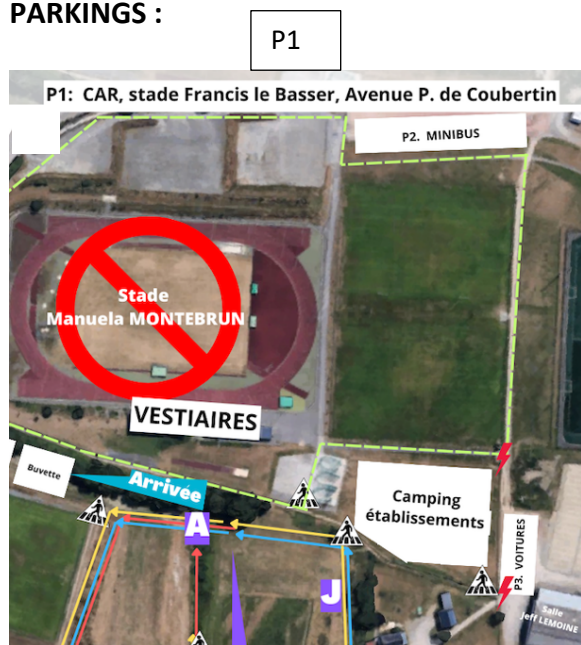 PARKINGS :
P1
P1: CAR, stade Francis le Basser, Avenue P. de Coubertin
P2. MINIBUS
Stade
Manuela MONTEBRUN
VESTIAIRES
Buvette
Arrivée
A
Camping
établissements
J
P3. VOITURES
Salle
Jeff LEMOINE